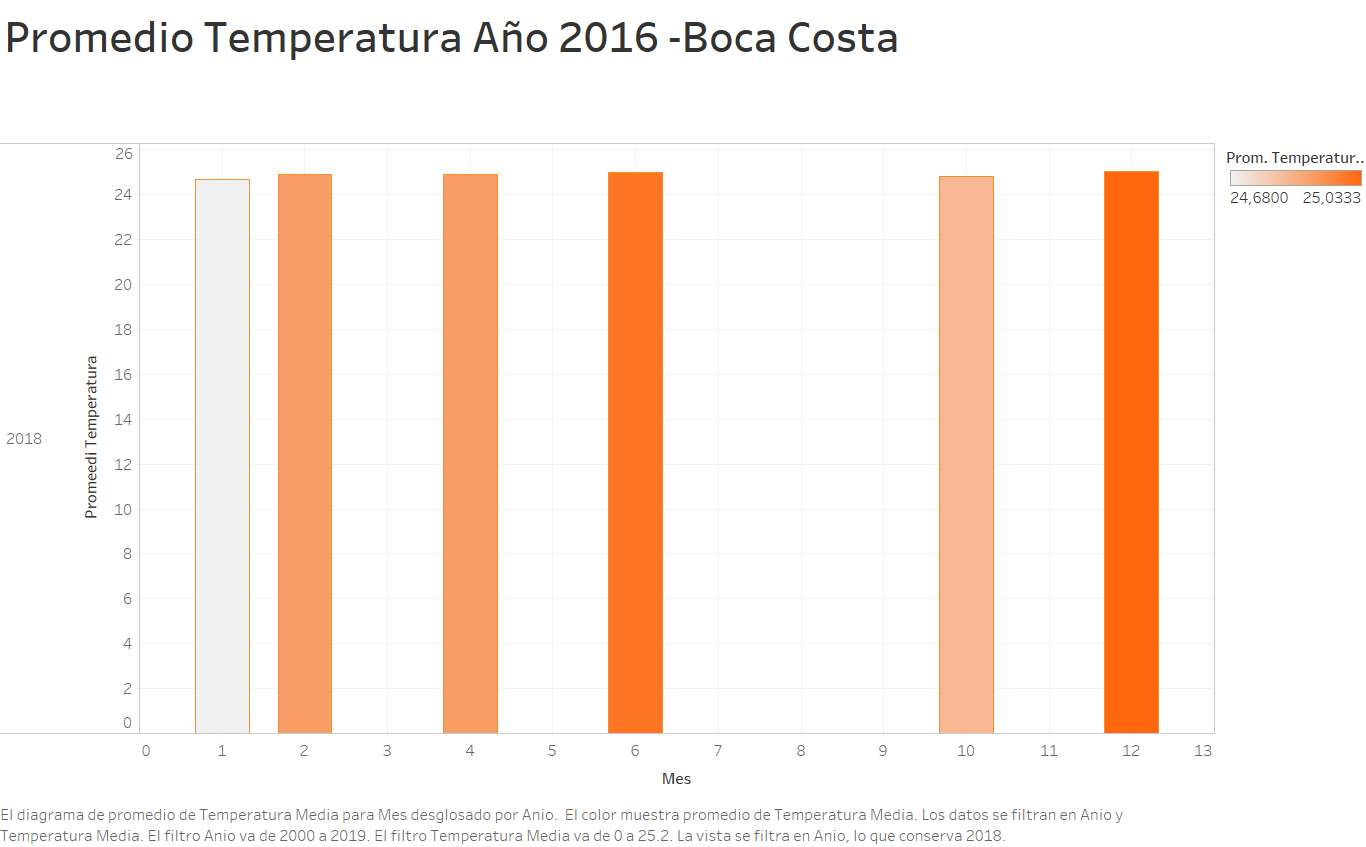 Promedio Temperatura Año 2016 -Boca Costa
Prom. Temperatur..
24,6800 25,0333
26
24
22
20
18
16
14
12
10
8
6
4
2
0
Promeedi Temperatura
2018
0 1 2 3 4 5 6 7 8 9 10 11 12 13
Mes
El diagrama de promedio de Temperatura Media para Mes desglosado por Anio.  El color muestra promedio de Temperatura Media. Los datos se filtran en Anio y
Temperatura Media. El filtro Anio va de 2000 a 2019. El filtro Temperatura Media va de 0 a 25.2. La vista se filtra en Anio, lo que conserva 2018.